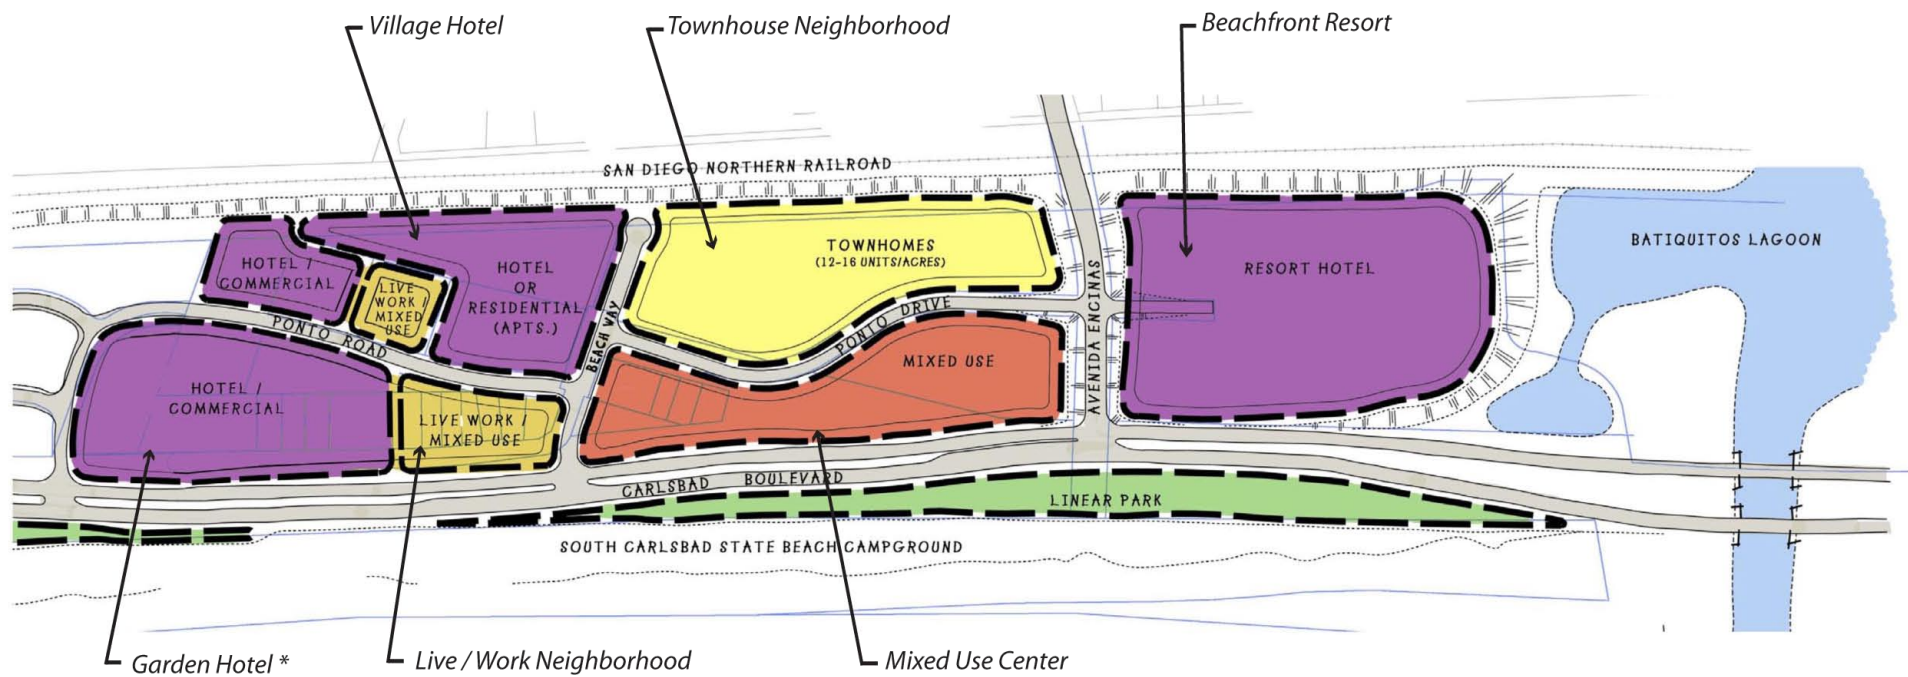 Village Hotel
Townhouse Neighborhood
Beachfront Resort
SAN DIEGO NORTHERN RAILROAD
HOTEL /
COMMERCIAL
LIVE
WORK /
MIXED
USE
HOTEL
OR
RESIDENTIAL
(APTS.)
TOWNHOMES
(12-16 UNITS/ACRES)
RESORT HOTEL
BATIQUITOS LAGOON
PONTO ROAD
BEACH WAY
PONTO DRIVE
AVENIDA ENCINAS
MIXED USE
HOTEL /
COMMERCIAL
LIVE WORK /
MIXED USE
CARLSBAD BOULEVARD
LINEAR PARK
SOUTH CARLSBAD STATE BEACH CAMPGROUND
Garden Hotel *
Live / Work Neighborhood
Mixed Use Center